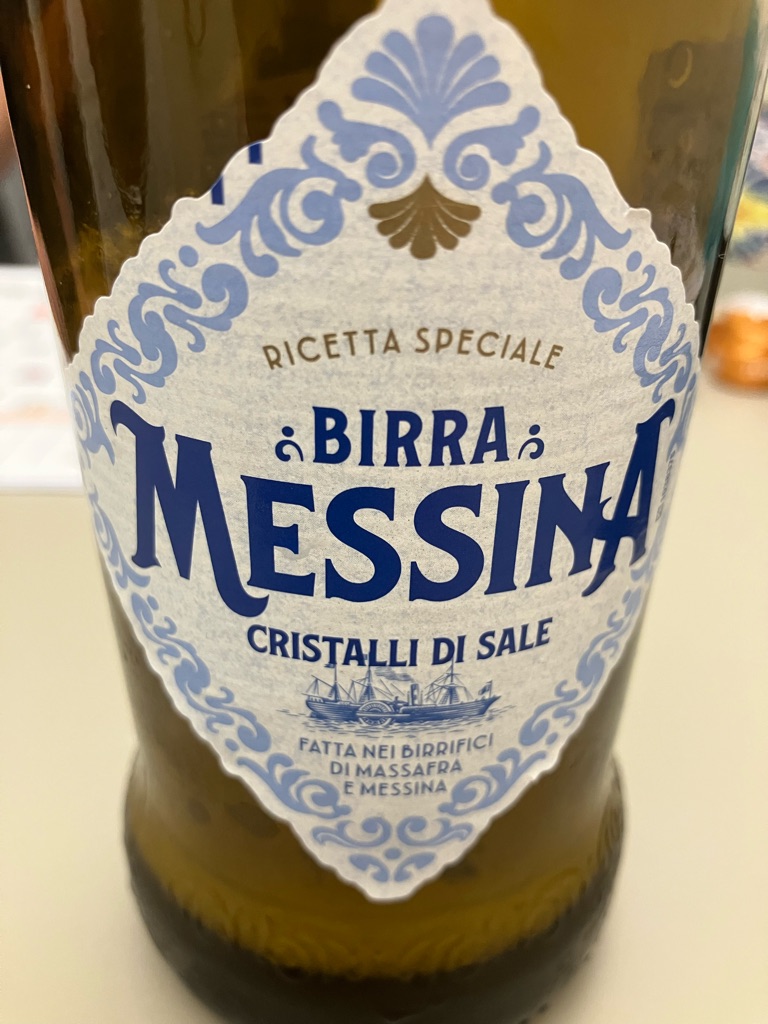 RICETTA SPECIALE
BIRRA
MESSINA
CRISTALLI DI SALE
FATTA NEI BIRRIFICI
DI MASSAFRA
E MESSINA